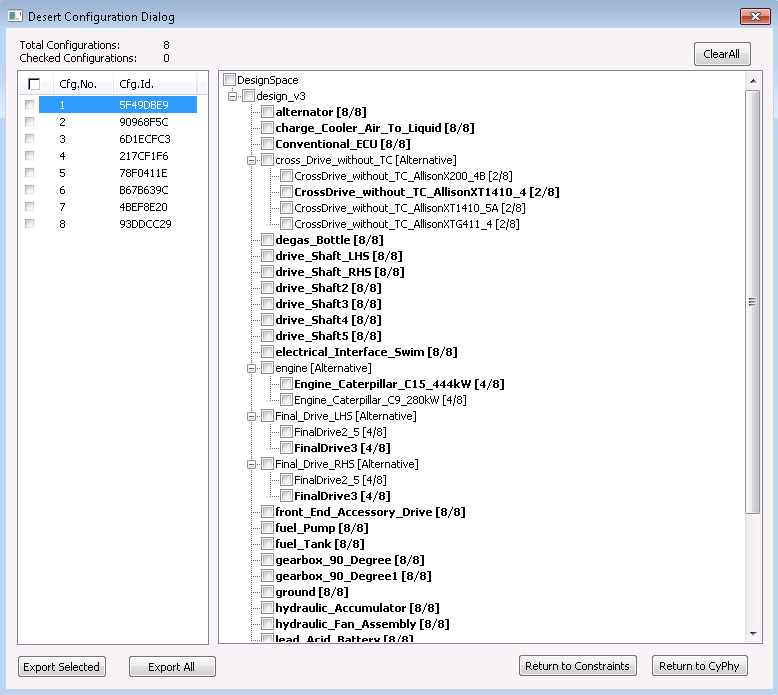 Desert Configuration Dialog
Total Configurations: 8
Checked Configurations: 0
ClearAll
Cfg.No. Cfg.Id.
1 5F49DBE9
2 90968F5C
3 6D1ECFC3
4 217CF1F6
5 78F0411E
6 B67B639C
7 4BEF8E20
8 93DDCC29
DesignSpace
design_v3
alternator [8/8]
charge_Cooler_Air_To_Liquid [8/8]
Conventional_ECU [8/8]
cross_Drive_without_TC [Alternative]
CrossDrive_without_TC_AllisonX200_4B [2/8]
CrossDrive_without_TC_AllisonXT1410_4 [2/8]
CrossDrive_without_TC_AllisonXT1410_5A [2/8]
CrossDrive_without_TC_AllisonXTG411_4 [2/8]
degas_Bottle [8/8]
drive_Shaft_LHS [8/8]
drive_Shaft_RHS [8/8]
drive_Shaft2 [8/8]
drive_Shaft3 [8/8]
drive_Shaft4 [8/8]
drive_Shaft5 [8/8]
electrical_Interface_Swim [8/8]
engine [Alternative]
Engine_Caterpillar_C15_444kW [4/8]
Engine_Caterpillar_C9_280kW [4/8]
Final_Drive_LHS [Alternative]
FinalDrive2_5 [4/8]
FinalDrive3 [4/8]
Final_Drive_RHS [Alternative]
FinalDrive2_5 [4/8]
FinalDrive3 [4/8]
front_End_Accessory_Drive [8/8]
fuel_Pump [8/8]
fuel_Tank [8/8]
gearbox_90_Degree [8/8]
gearbox_90_Degree1 [8/8]
ground [8/8]
hydraulic_Accumulator [8/8]
hydraulic_Fan_Assembly [8/8]
lead_Acid_Battery [8/8]
Export Selected
Export All
Return to Constraints
Return to CyPhy